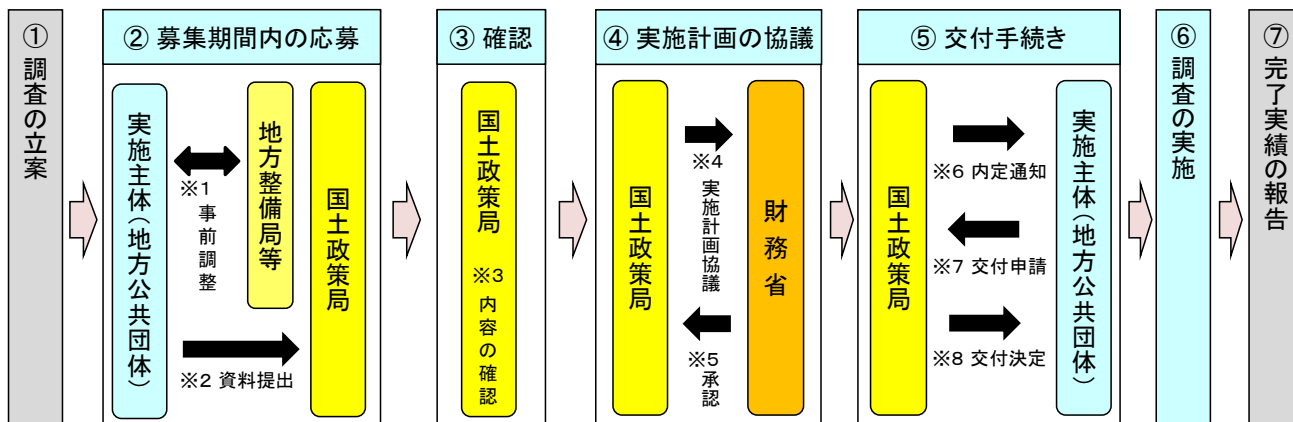 ① 調査の立案
② 募集期間内の応募
実施主体(地方公共団体)
※1
事前調整
地方整備局等
国土政策局
※2 資料提出
③ 確認
国土政策局
※3
内容の確認
④ 実施計画の協議
国土政策局
※4
実施計画協議
※5
承認
財務省
⑤ 交付手続き
国土政策局
※6 内定通知
※7 交付申請
※8 交付決定
実施主体(地方公共団体)
⑥ 調査の実施
⑦ 完了実績の報告